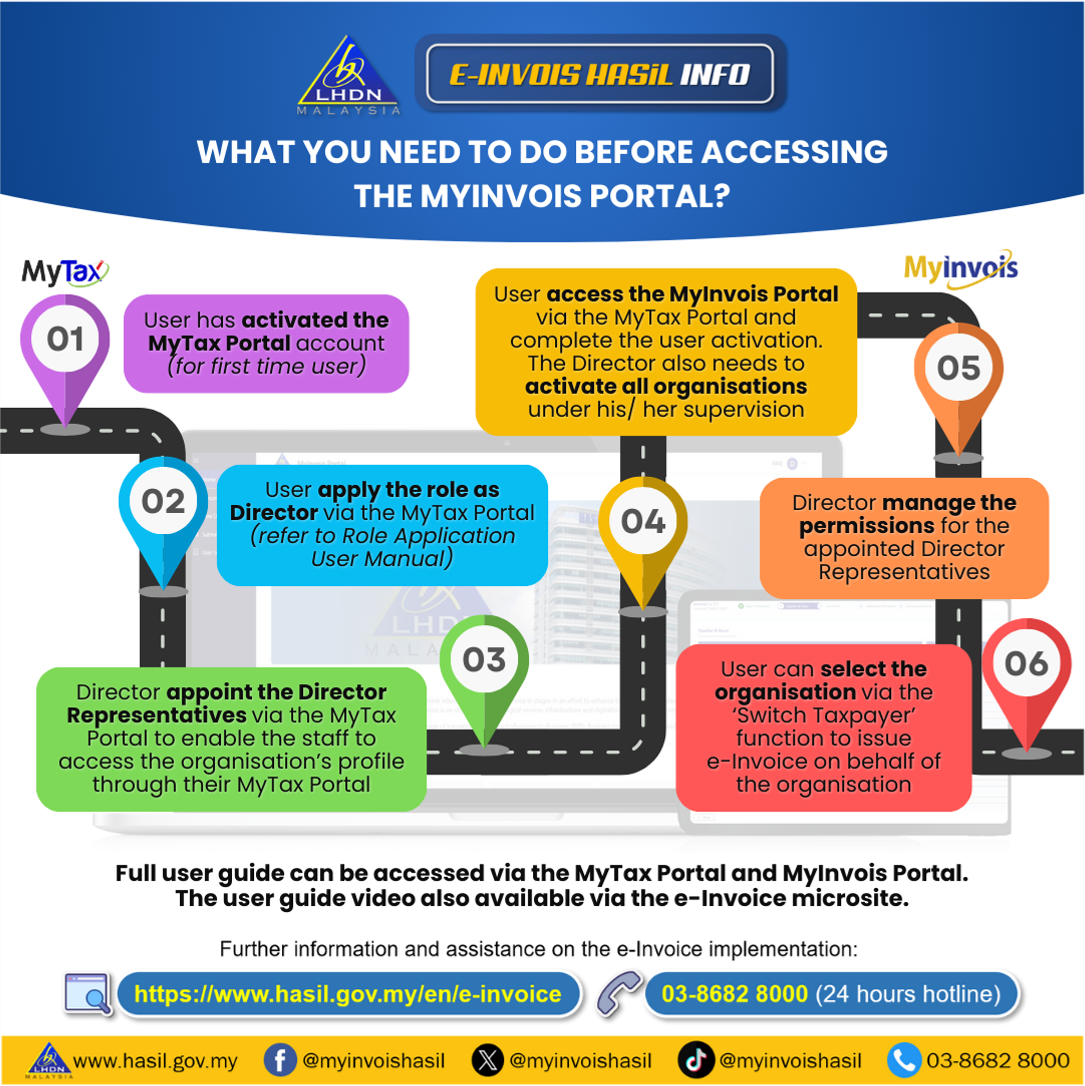 LHDN
MALAYSIA
E-INVOIS HASiL INFO
WHAT YOU NEED TO DO BEFORE ACCESSING
THE MYINVOIS PORTAL?
MyTax
Myinvois
01
User has activated the
MyTax Portal account
(for first time user)
02
User apply the role as
Director via the MyTax Portal
(refer to Role Application
User Manual)
03
Director appoint the Director
Representatives via the MyTax
Portal to enable the staff to
access the organisation's profile
through their MyTax Portal
04
User access the MyInvois Portal
via the MyTax Portal and
complete the user activation.
The Director also needs to
activate all organisations
under his/ her supervision
05
Director manage the
permissions for the
appointed Director
Representatives
06
User can select the
organisation via the
‘Switch Taxpayer’
function to issue
e-Invoice on behalf of
the organisation
LHDN
MALA
Full user guide can be accessed via the MyTax Portal and MyInvois Portal.
The user guide video also available via the e-Invoice microsite.
Further information and assistance on the e-Invoice implementation:
https://www.hasil.gov.my/en/e-invoice
03-8682 8000 (24 hours hotline)
LHDN
MALAYSIA
www.hasil.gov.my
@myinvoishasil
@myinvoishasil
@myinvoishasil
03-8682 8000